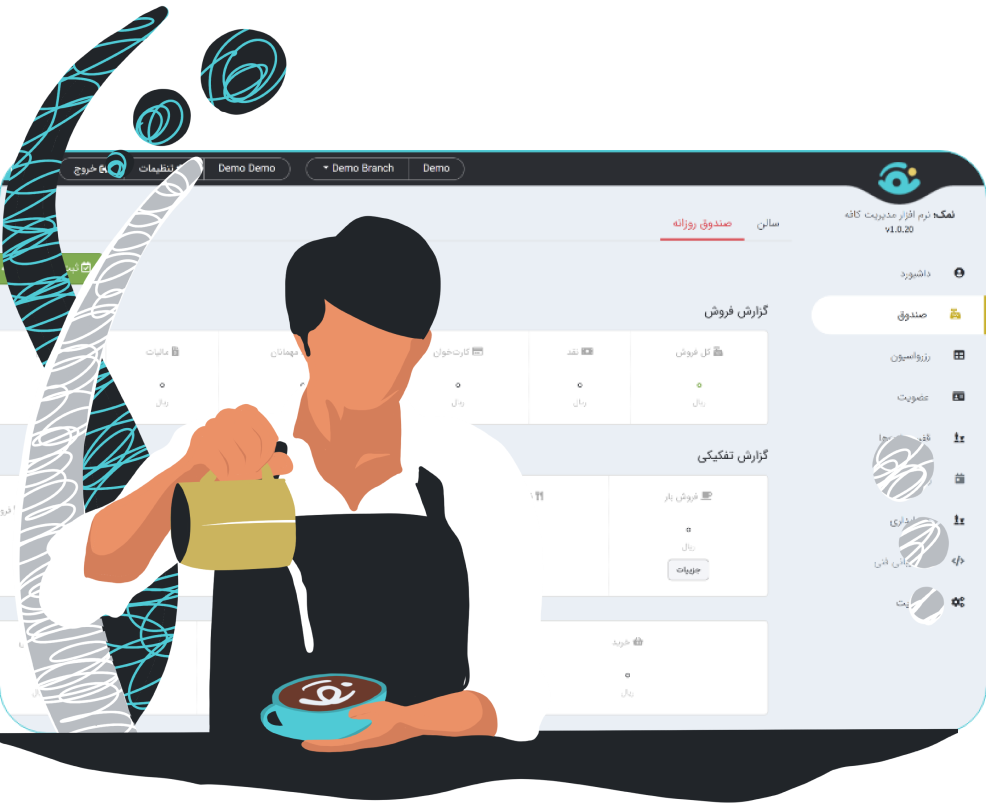 Demo
Demo Branch
Demo Demo
تنظیمات
خروج
نمک؛ نرم افزار مدیریت کافه
v1.0.20
داشبورد
صندوق
رزرواسیون
عضویت
سالن
صندوق روزانه
ثبت
گزارش فروش
کل فروش
نقد
کارت‌خوان
مهمانان
مالیات
۰
۰
۰
۰
ریال
ریال
ریال
ریال
گزارش تفکیکی
فروش بار
۰
ریال
جزییات
خرید
۰
ریال